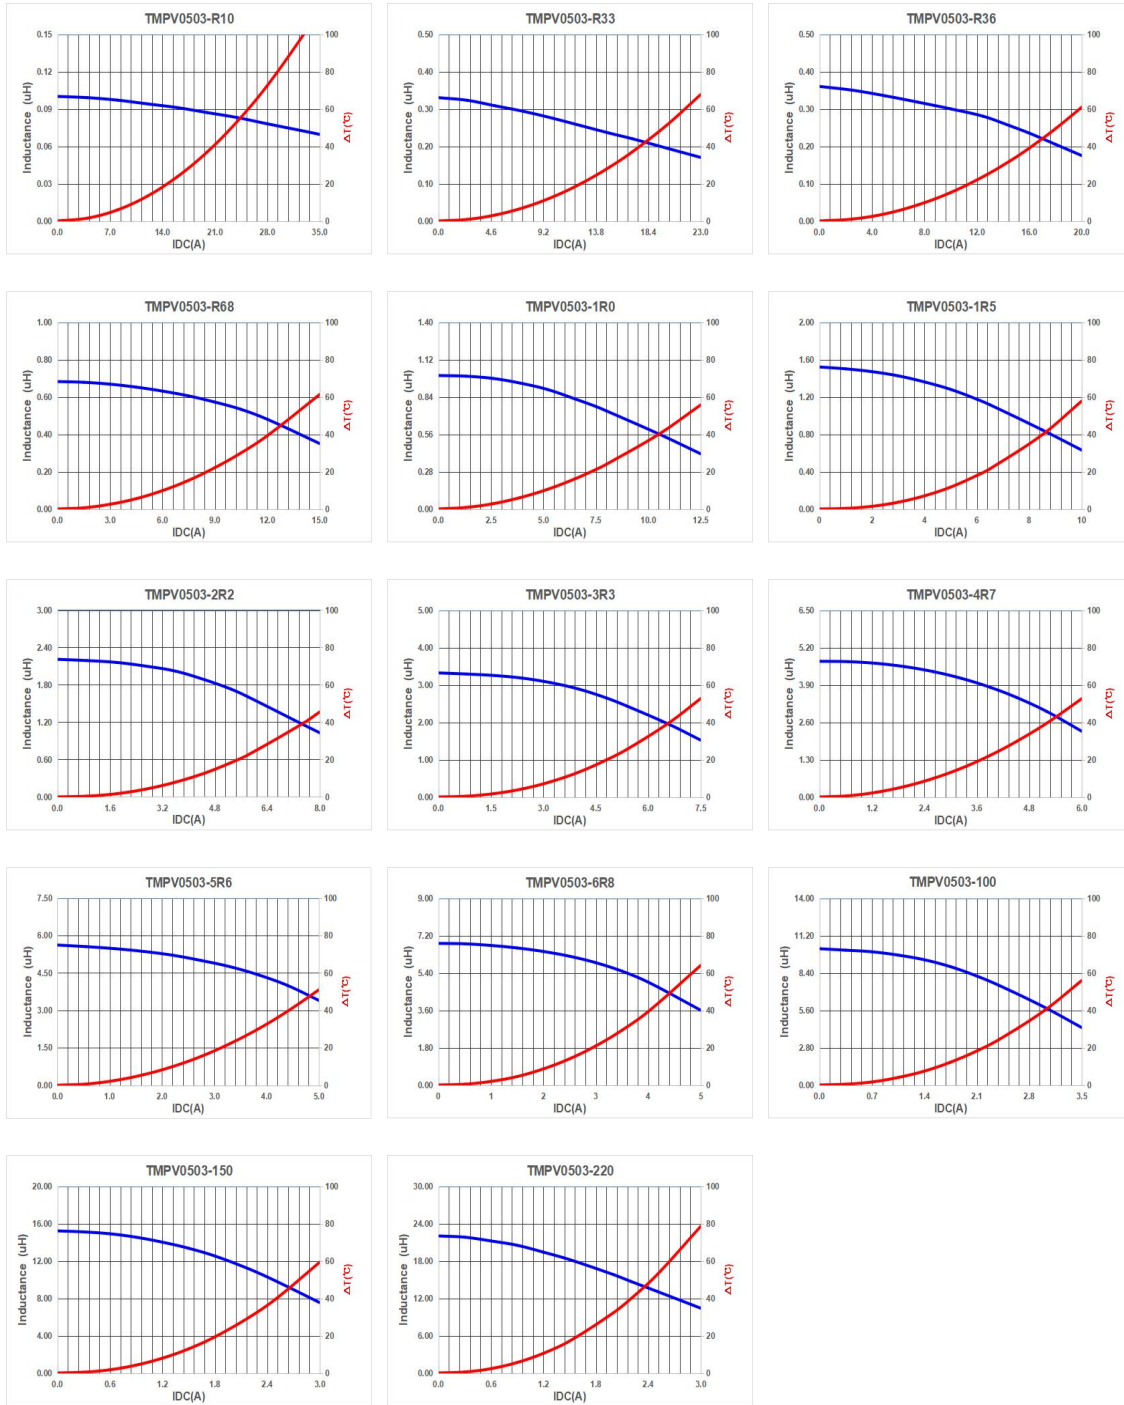 TMPV0503-R10
0.15
0.12
0.09
0.06
0.03
0.00
Inductance (uH)
100
80
60
40
20
0
△T(℃)
0.0 7.0 14.0 21.0 28.0 35.0
IDC(A)
TMPV0503-R33
0.50
0.40
0.30
0.20
0.10
0.00
Inductance (uH)
100
80
60
40
20
0
△T(℃)
0.0 4.6 9.2 13.8 18.4 23.0
IDC(A)
TMPV0503-R36
0.50
0.40
0.30
0.20
0.10
0.00
Inductance (uH)
100
80
60
40
20
0
△T(℃)
0.0 4.0 8.0 12.0 16.0 20.0
IDC(A)
TMPV0503-R68
1.00
0.80
0.60
0.40
0.20
0.00
Inductance (uH)
100
80
60
40
20
0
△T(℃)
0.0 3.0 6.0 9.0 12.0 15.0
IDC(A)
TMPV0503-1R0
1.40
1.12
0.84
0.56
0.28
0.00
Inductance (uH)
100
80
60
40
20
0
△T(℃)
0.0 2.5 5.0 7.5 10.0 12.5
IDC(A)
TMPV0503-1R5
2.00
1.60
1.20
0.80
0.40
0.00
Inductance (uH)
100
80
60
40
20
0
△T(℃)
0 2 4 6 8 10
IDC(A)
TMPV0503-2R2
3.00
2.40
1.80
1.20
0.60
0.00
Inductance (uH)
100
80
60
40
20
0
△T(℃)
0.0 1.6 3.2 4.8 6.4 8.0
IDC(A)
TMPV0503-3R3
5.00
4.00
3.00
2.00
1.00
0.00
Inductance (uH)
100
80
60
40
20
0
△T(℃)
0.0 1.5 3.0 4.5 6.0 7.5
IDC(A)
TMPV0503-4R7
6.50
5.20
3.90
2.60
1.30
0.00
Inductance (uH)
100
80
60
40
20
0
△T(℃)
0.0 1.2 2.4 3.6 4.8 6.0
IDC(A)
TMPV0503-5R6
7.50
6.00
4.50
3.00
1.50
0.00
Inductance (uH)
100
80
60
40
20
0
△T(℃)
0.0 1.0 2.0 3.0 4.0 5.0
IDC(A)
TMPV0503-6R8
9.00
7.20
5.40
3.60
1.80
0.00
Inductance (uH)
100
80
60
40
20
0
△T(℃)
0 1 2 3 4 5
IDC(A)
TMPV0503-100
14.00
11.20
8.40
5.60
2.80
0.00
Inductance (uH)
100
80
60
40
20
0
△T(℃)
0.0 0.7 1.4 2.1 2.8 3.5
IDC(A)
TMPV0503-150
20.00
16.00
12.00
8.00
4.00
0.00
Inductance (uH)
100
80
60
40
20
0
△T(℃)
0.0 0.6 1.2 1.8 2.4 3.0
IDC(A)
TMPV0503-220
30.00
24.00
18.00
12.00
6.00
0.00
Inductance (uH)
100
80
60
40
20
0
△T(℃)
0.0 0.6 1.2 1.8 2.4 3.0
IDC(A)